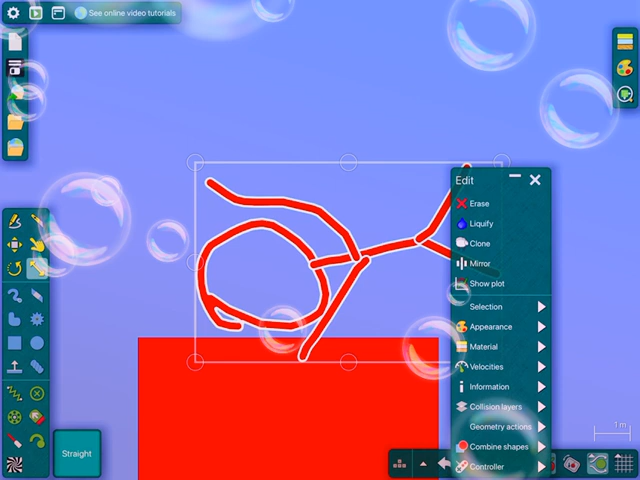 See online video tutorials
Edit
Erase
Liquify
Clone
Mirror
Show plot
Selection
Appearance
Material
Velocities
Information
Collision layers
Geometry actions
Combine shapes
Controller
1 m
Straight